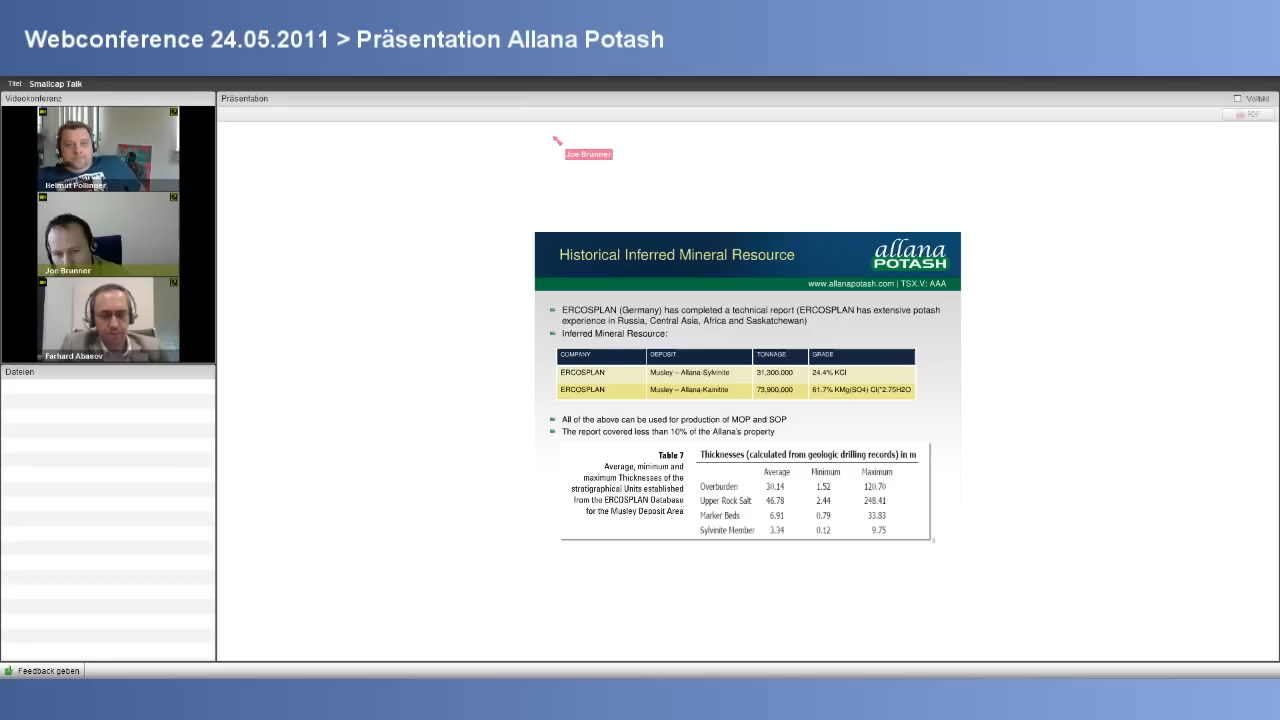 Webconference 24.05.2011 > Präsentation Allana Potash
Titel Smallcap Talk
Videokonferenz
Präsentation
Vollbild
PDF
Helmut Pollinger
Joe Brunner
Farhard Abasov
Dateien
Joe Brunner
Historical Inferred Mineral Resource
allana
POTASH
www.allanapotash.com | TSX.V: AAA
ERCOSPLAN (Germany) has completed a technical report (ERCOSPLAN has extensive potash
experience in Russia, Central Asia, Africa and Saskatchewan)
Inferred Mineral Resource:
COMPANY DEPOSIT TONNAGE GRADE
ERCOSPLAN Musley – Allana-Sylvinite 31,300,000 24.4% KCl
ERCOSPLAN Musley – Allana-Kainitite 73,900,000 61.7% KMg(SO4) Cl(*2.75H2O
All of the above can be used for production of MOP and SOP
The report covered less than 10% of the Allana's property
Table 7
Average, minimum and
maximum Thicknesses of the
stratigraphical Units established
from the ERCOSPLAN Database
for the Musley Deposit Area
Thicknesses (calculated from geologic drilling records) in m
Average Minimum Maximum
Overburden 30.14 1.52 120.70
Upper Rock Salt 46.78 2.44 248.41
Marker Beds 6.91 0.79 33.83
Sylvinite Member 3.34 0.12 9.75
8
Feedback geben